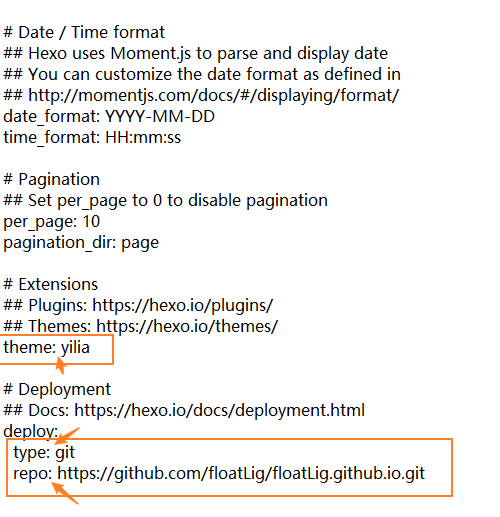 # Date / Time format
## Hexo uses Moment.js to parse and display date
## You can customize the date format as defined in
## http://momentjs.com/docs/#/displaying/format/
date_format: YYYY-MM-DD
time_format: HH:mm:ss
# Pagination
## Set per_page to 0 to disable pagination
per_page: 10
pagination_dir: page
# Extensions
## Plugins: https://hexo.io/plugins/
## Themes: https://hexo.io/themes/
theme: yilia
# Deployment
## Docs: https://hexo.io/docs/deployment.html
deploy:
type: git
repo: https://github.com/floatLig/floatLig.github.io.git